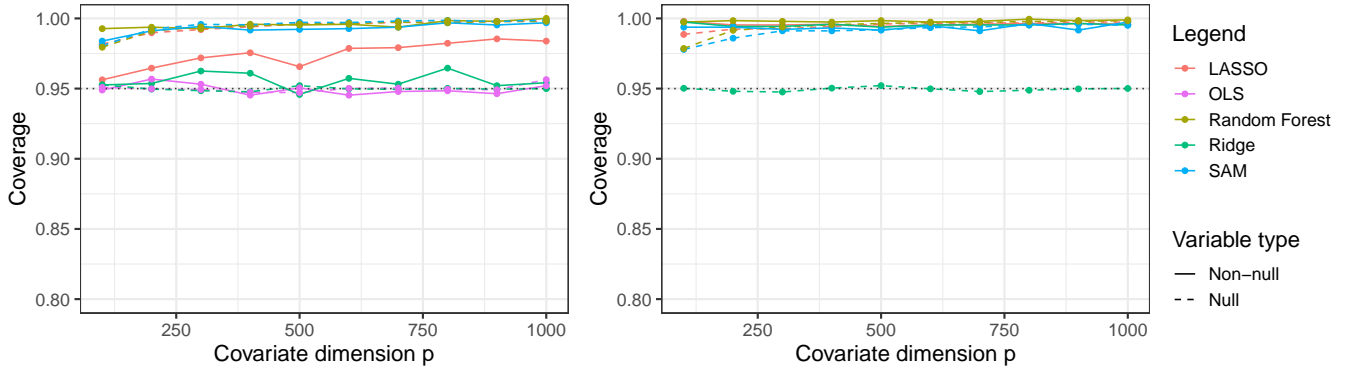 1.00
0.95
0.90
0.85
0.80
Coverage
250
500
750
1000
Covariate dimension p
1.00
0.95
0.90
0.85
0.80
Coverage
250
500
750
1000
Covariate dimension p
Legend
LASSO
OLS
Random Forest
Ridge
SAM
Variable type
Non−null
Null